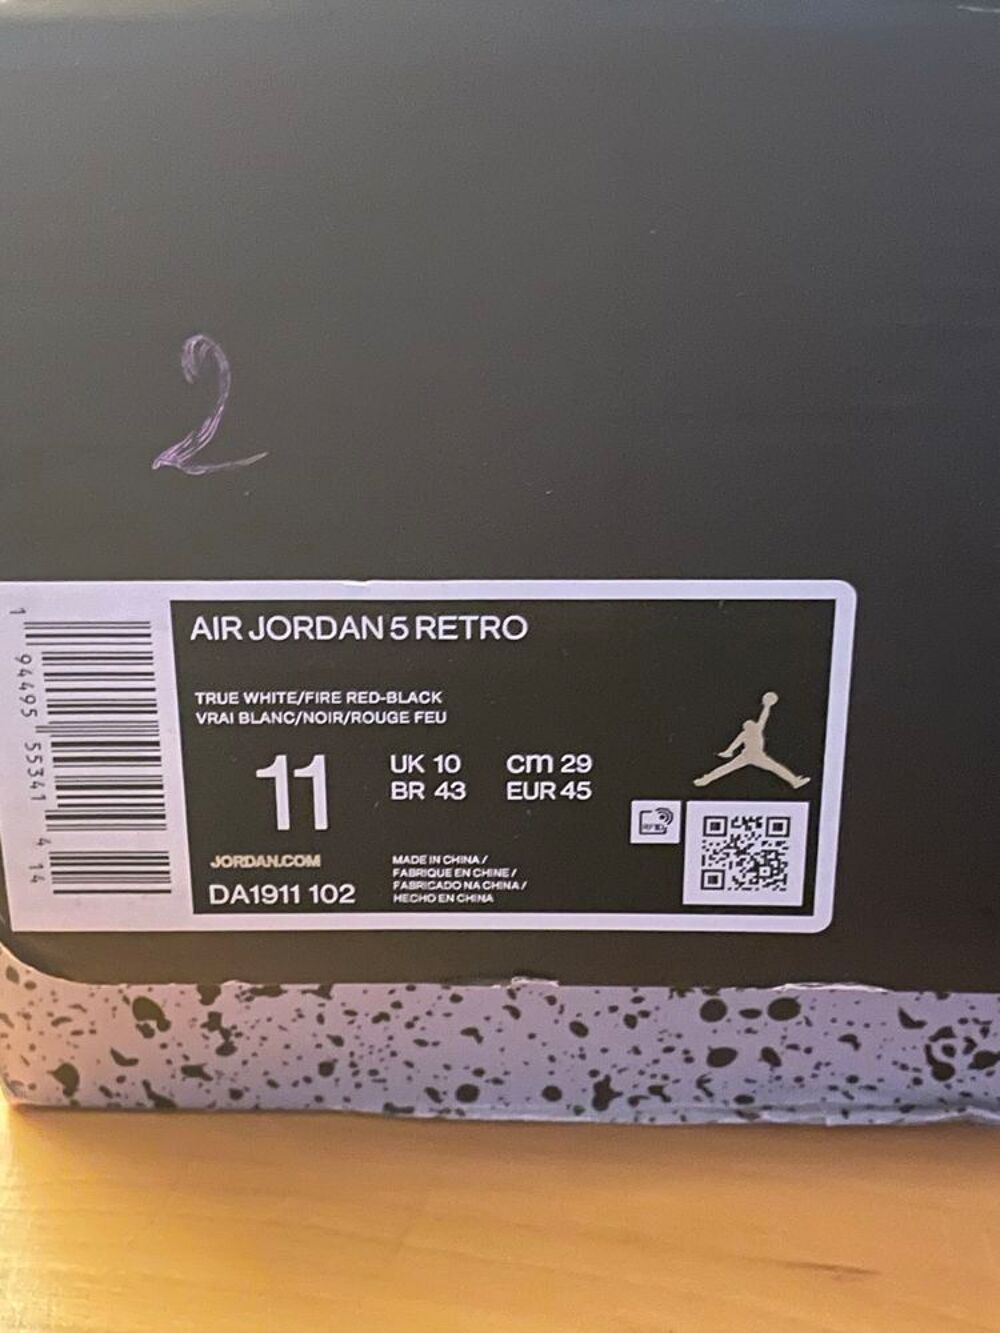 2
AIR JORDAN 5 RETRO
TRUE WHITE/FIRE RED-BLACK
VRAI BLANC/NOIR/ROUGE FEU
11
UK 10 cm 29
BR 43 EUR 45
RFID
JORDAN.COM
DA1911 102
MADE IN CHINA /
FABRIQUE EN CHINE /
FABRICADO NA CHINA /
HECHO EN CHINA
1 94495 55341 4 14